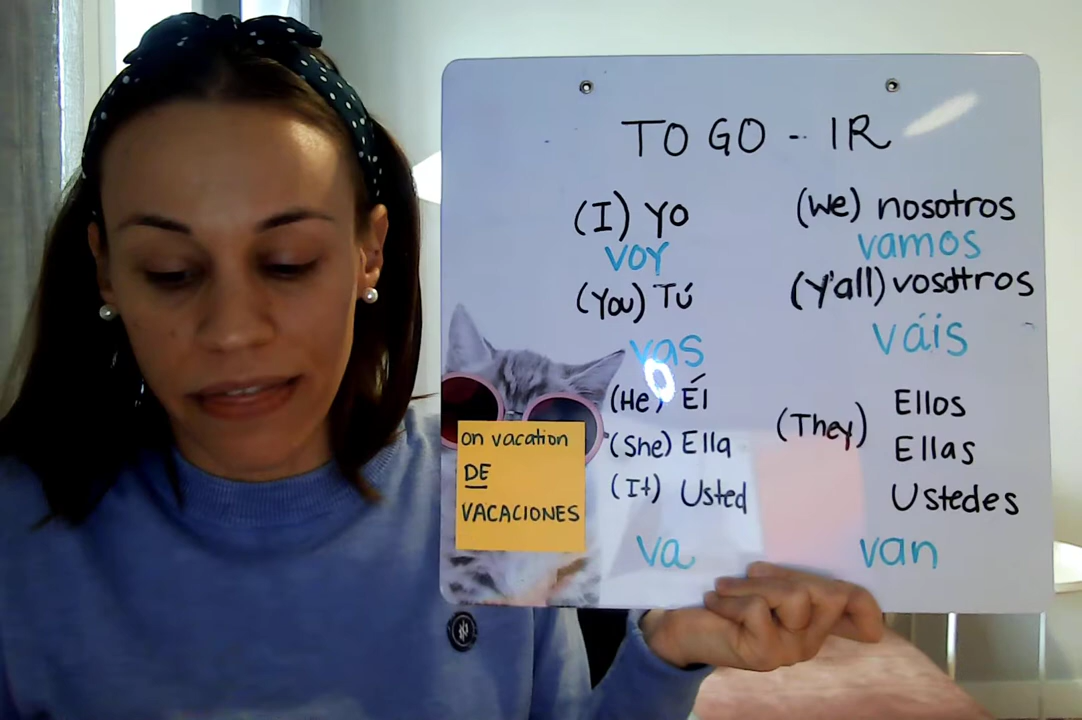 TO GO - IR
(I) Yo
voy
(You) Tú
vas
(He) Él
(She) Ella
(It) Usted
va
(We) nosotros
vamos
(y'all) vosotros
váis
(They)
Ellos
Ellas
Ustedes
van
on vacation
DE
VACACIONES